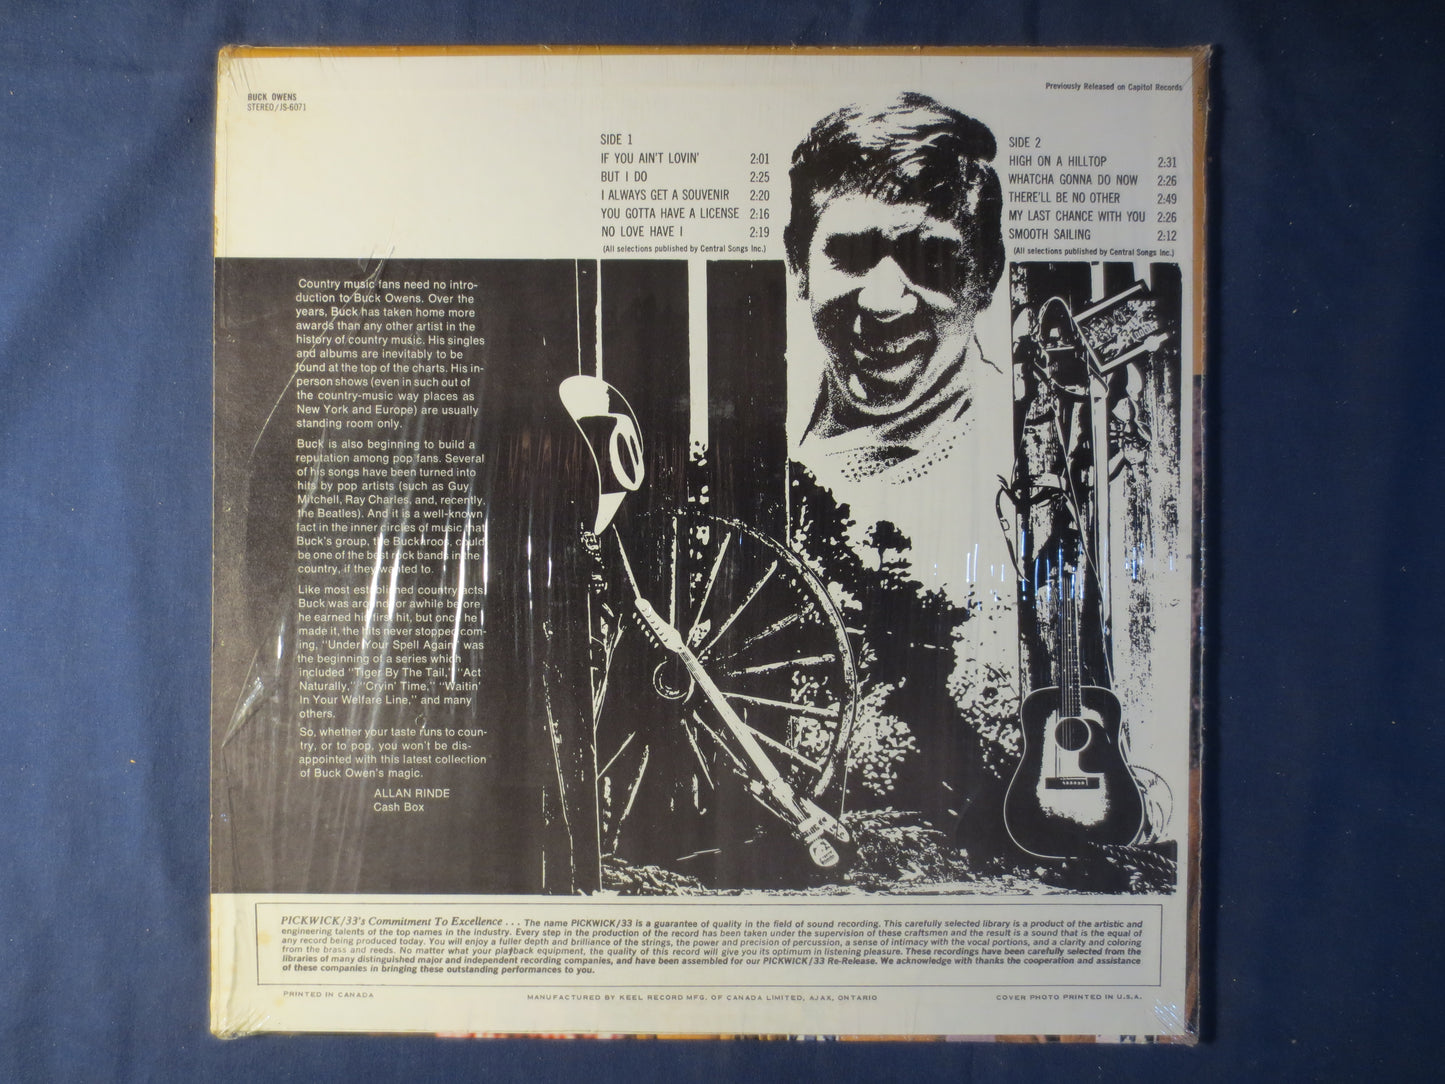 BUCK OWENS
STEREO/JS-6071
Previously Released on Capitol Records
SIDE 1
IF YOU AIN'T LOVIN' 2:01
BUT I DO 2:25
I ALWAYS GET A SOUVENIR 2:20
YOU GOTTA HAVE A LICENSE 2:16
NO LOVE HAVE I 2:19
(All selections published by Central Songs Inc.)
SIDE 2
HIGH ON A HILLTOP 2:31
WHATCHA GONNA DO NOW 2:26
THERE'LL BE NO OTHER 2:49
MY LAST CHANCE WITH YOU 2:26
SMOOTH SAILING 2:12
(All selections published by Central Songs Inc.)
Country music fans need no intro-
duction to Buck Owens. Over the
years, Buck has taken home more
awards than any other artist in the
history of country music. His singles
and albums are inevitably to be
found at the top of the charts. His in-
person shows (even in such out of
the country-music way places as
New York and Europe) are usually
standing room only.
Buck is also beginning to build a
reputation among pop fans. Several
of his songs have been turned into
hits by pop artists (such as Guy
Mitchell, Ray Charles, and, recently,
the Beatles). And it is a well-known
fact in the inner circles of music that
Buck's group, the Buckaroos, could
be one of the best rock bands in the
country, if they wanted to.
Like most established country acts
Buck was around for awhile before
he earned his first hit, but once he
made it, the hits never stopped com-
ing, "Under Your Spell Again" was
the beginning of a series which
included "Tiger By The Tail," "Act
Naturally," "Cryin' Time," "Waitin'
In Your Welfare Line," and many
others.
So, whether your taste runs to coun-
try, or to pop, you won't be dis-
appointed with this latest collection
of Buck Owen's magic.
ALLAN RINDE
Cash Box
PICKWICK/33's Commitment To Excellence . . . The name PICKWICK/33 is a guarantee of quality in the field of sound recording. This carefully selected library is a product of the artistic and
engineering talents of the top names in the industry. Every step in the production of the record has been taken under the supervision of these craftsmen and the result is a sound that is the equal of
any record being produced today. You will enjoy a fuller depth and brilliance of the strings, the power and precision of percussion, a sense of intimacy with the vocal portions, and a clarity and coloring
from the brass and reeds. No matter what your playback equipment, the quality of this record will give you its optimum in listening pleasure. These recordings have been carefully selected from the
libraries of many distinguished major and independent recording companies, and have been assembled for our PICKWICK/33 Re-Release. We acknowledge with thanks the cooperation and assistance
of these companies in bringing these outstanding performances to you.
PRINTED IN CANADA
MANUFACTURED BY KEEL RECORD MFG. OF CANADA LIMITED, AJAX, ONTARIO
COVER PHOTO PRINTED IN U.S.A.